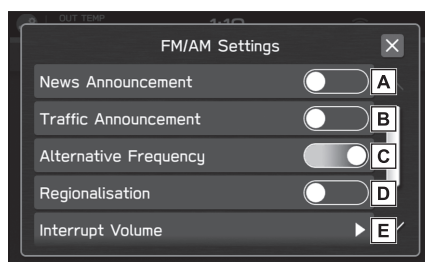 OUT TEMP
FM/AM Settings
News Announcement A
Traffic Announcement B
Alternative Frequency C
Regionalisation D
Interrupt Volume E